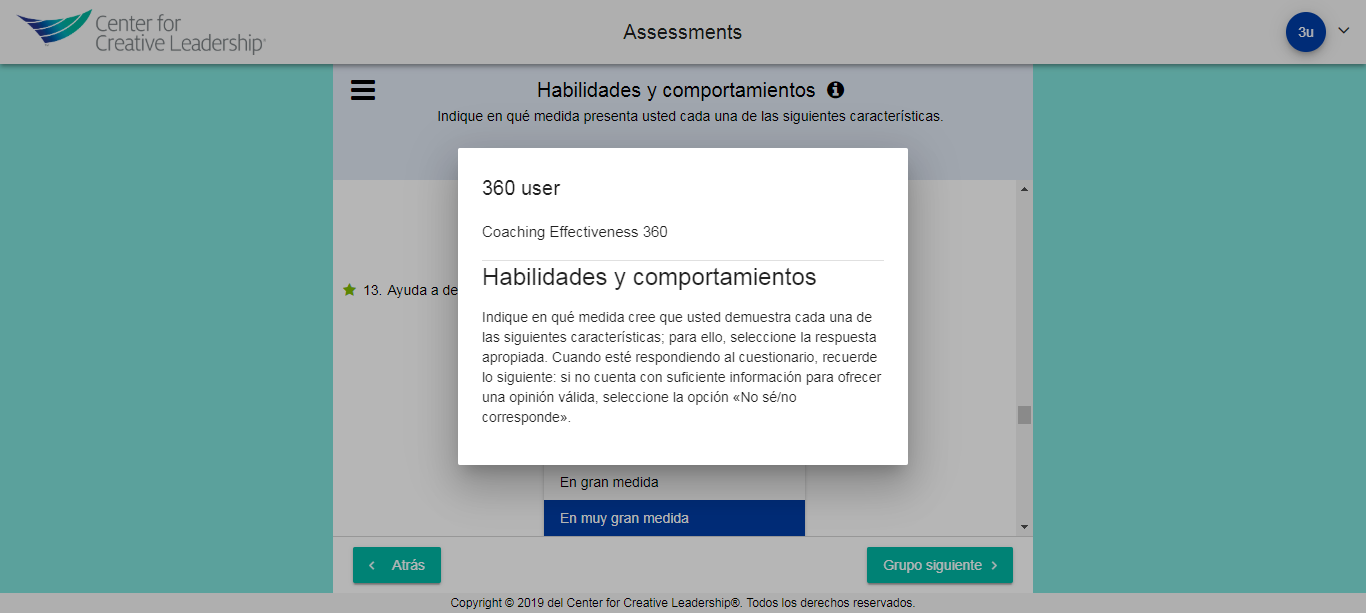 Center for
Creative Leadership®
Assessments
3u
Habilidades y comportamientos
Indique en qué medida presenta usted cada una de las siguientes características.
360 user
Coaching Effectiveness 360
Habilidades y comportamientos
Indique en qué medida cree que usted demuestra cada una de
las siguientes características; para ello, seleccione la respuesta
apropiada. Cuando esté respondiendo al cuestionario, recuerde
lo siguiente: si no cuenta con suficiente información para ofrecer
una opinión válida, seleccione la opción «No sé/no
corresponde».
13. Ayuda a de
En gran medida
En muy gran medida
Atrás
Grupo siguiente
Copyright © 2019 del Center for Creative Leadership®. Todos los derechos reservados.